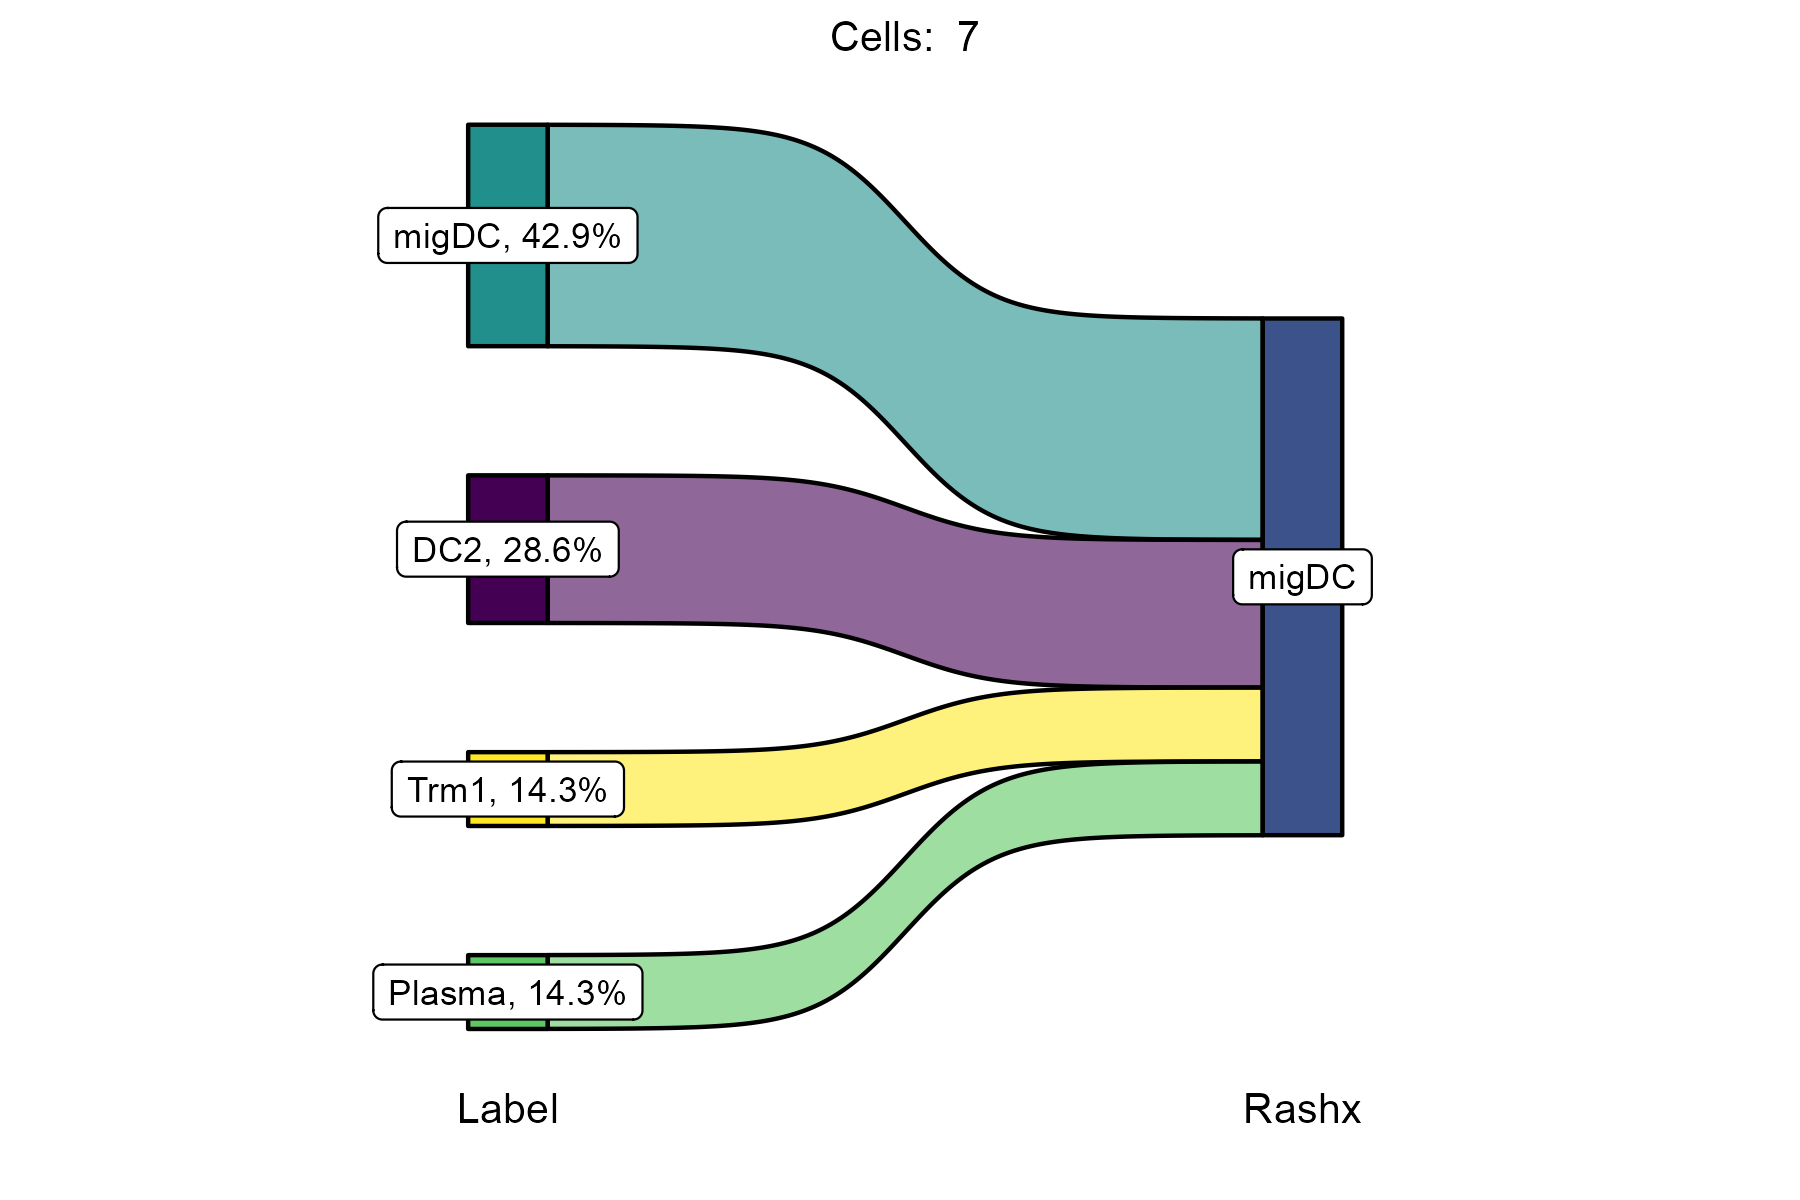 Cells:  7
migDC, 42.9%
DC2, 28.6%
migDC
Trm1, 14.3%
Plasma, 14.3%
Label
Rashx